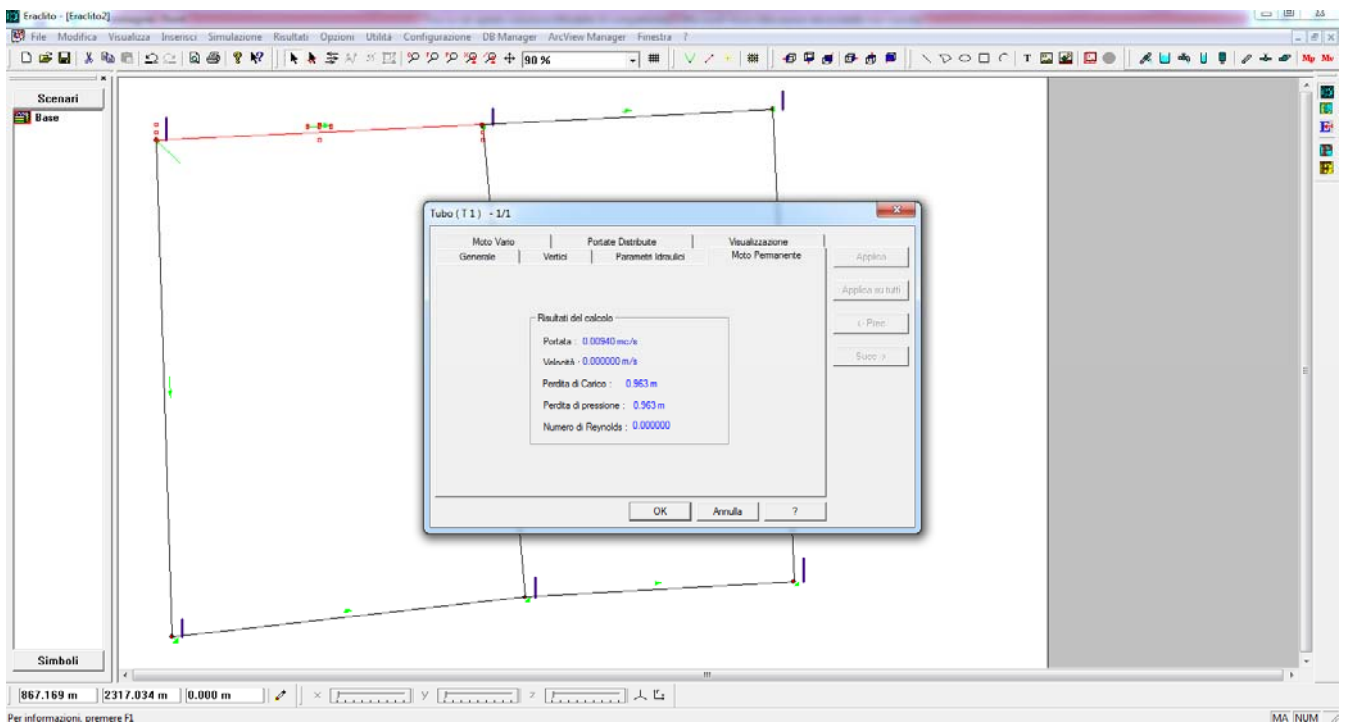 Eraclito - [Eraclito2]
File Modifica Visualizza Inserisci Simulazione Risultati Opzioni Utilità Configurazione DB Manager ArcView Manager Finestra ?
90 %
T
Mp Mv
Scenari
Base
Tubo ( T 1 ) - 1/1
Moto Vario Portate Distribuite Visualizzazione
Generale Vertici Parametri Idraulici Moto Permanente
Applica
Applica su tutti
<- Prec
Succ ->
Risultati del calcolo
Portata : 0.00940 mc/s
Velocità : 0.000000 m/s
Perdita di Carico : 0.963 m
Perdita di pressione : 0.963 m
Numero di Reynolds : 0.000000
OK Annulla ?
Simboli
867.169 m 2317.034 m 0.000 m × y z
Per informazioni, premere F1
MA NUM